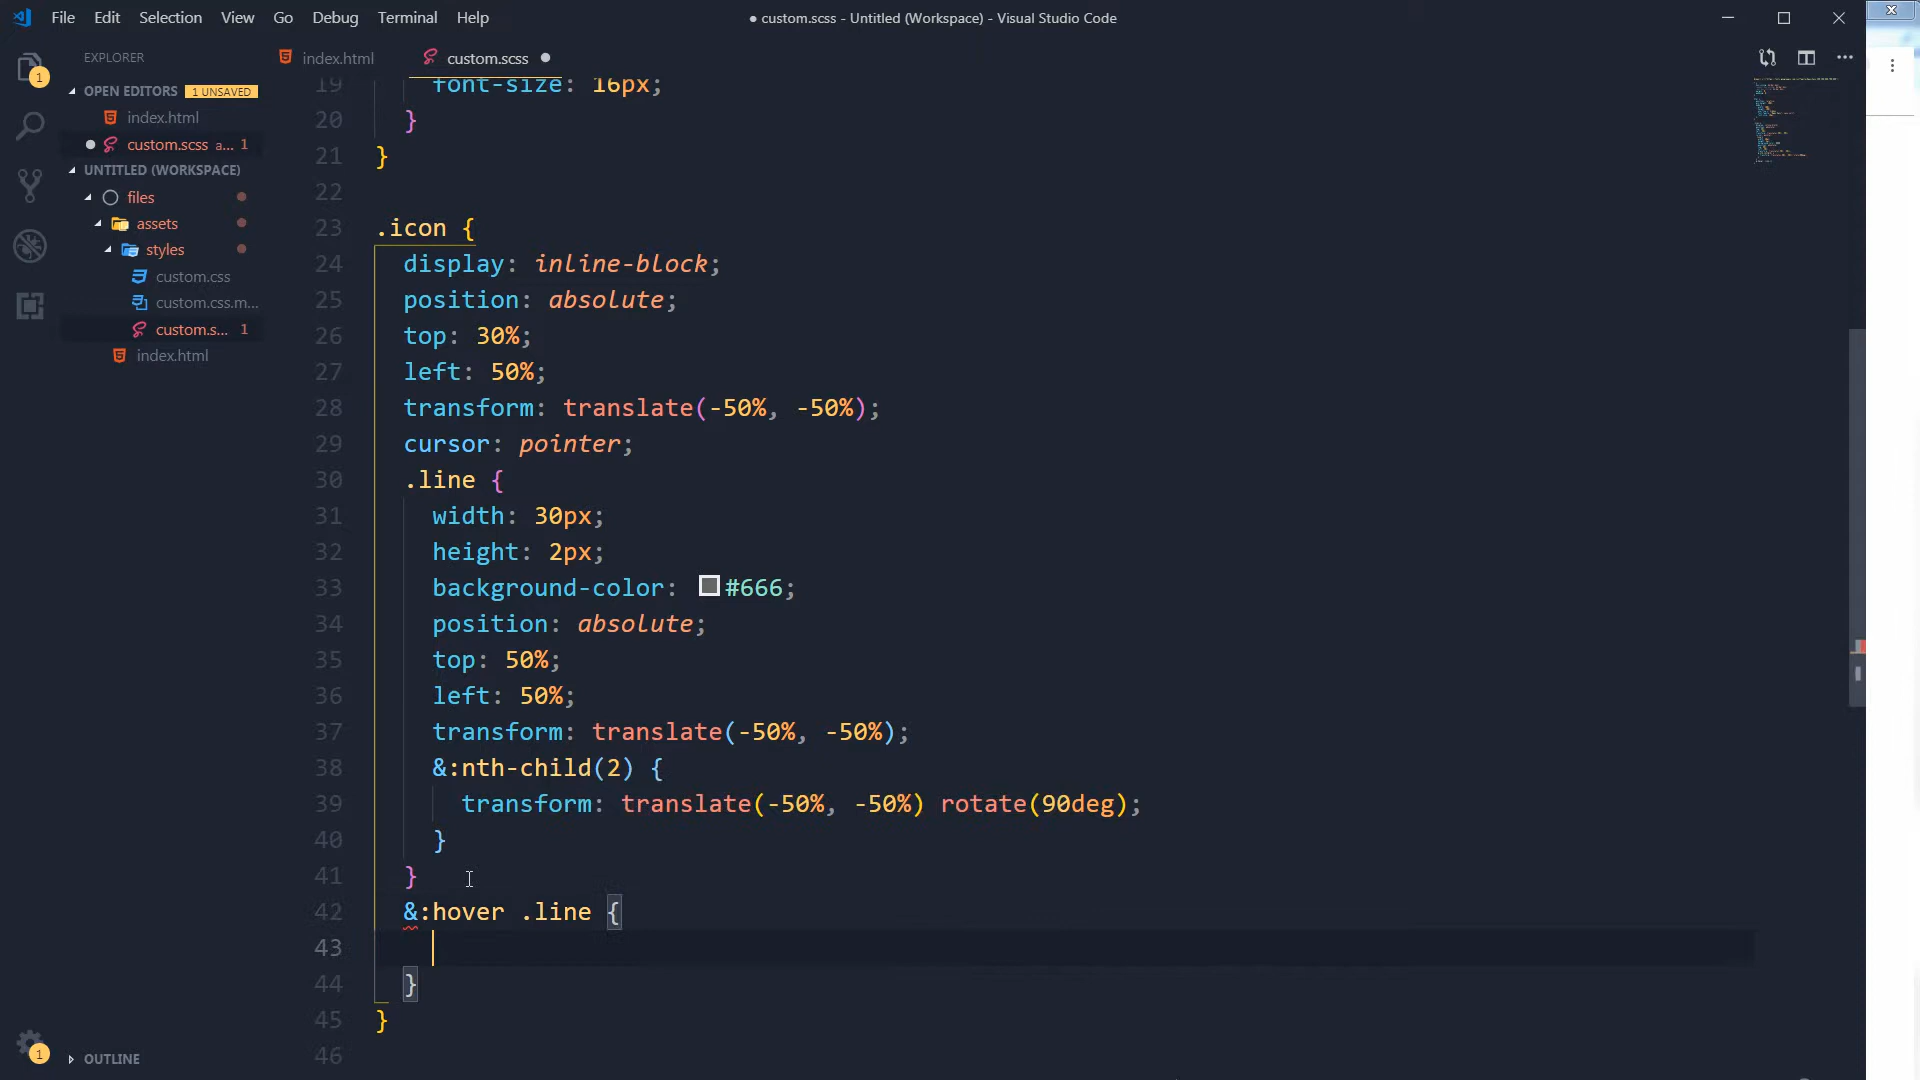 File Edit Selection View Go Debug Terminal Help
● custom.scss - Untitled (Workspace) - Visual Studio Code
EXPLORER
OPEN EDITORS 1 UNSAVED
index.html
custom.scss a... 1
UNTITLED (WORKSPACE)
files
assets
styles
custom.css
custom.css.m...
custom.s... 1
index.html
OUTLINE
1
1
index.html custom.scss
19 font-size: 16px;
20 }
21 }
22
23 .icon {
24 display: inline-block;
25 position: absolute;
26 top: 30%;
27 left: 50%;
28 transform: translate(-50%, -50%);
29 cursor: pointer;
30 .line {
31 width: 30px;
32 height: 2px;
33 background-color: #666;
34 position: absolute;
35 top: 50%;
36 left: 50%;
37 transform: translate(-50%, -50%);
38 &:nth-child(2) {
39 transform: translate(-50%, -50%) rotate(90deg);
40 }
41 }
42 &:hover .line {
43
44 }
45 }
46